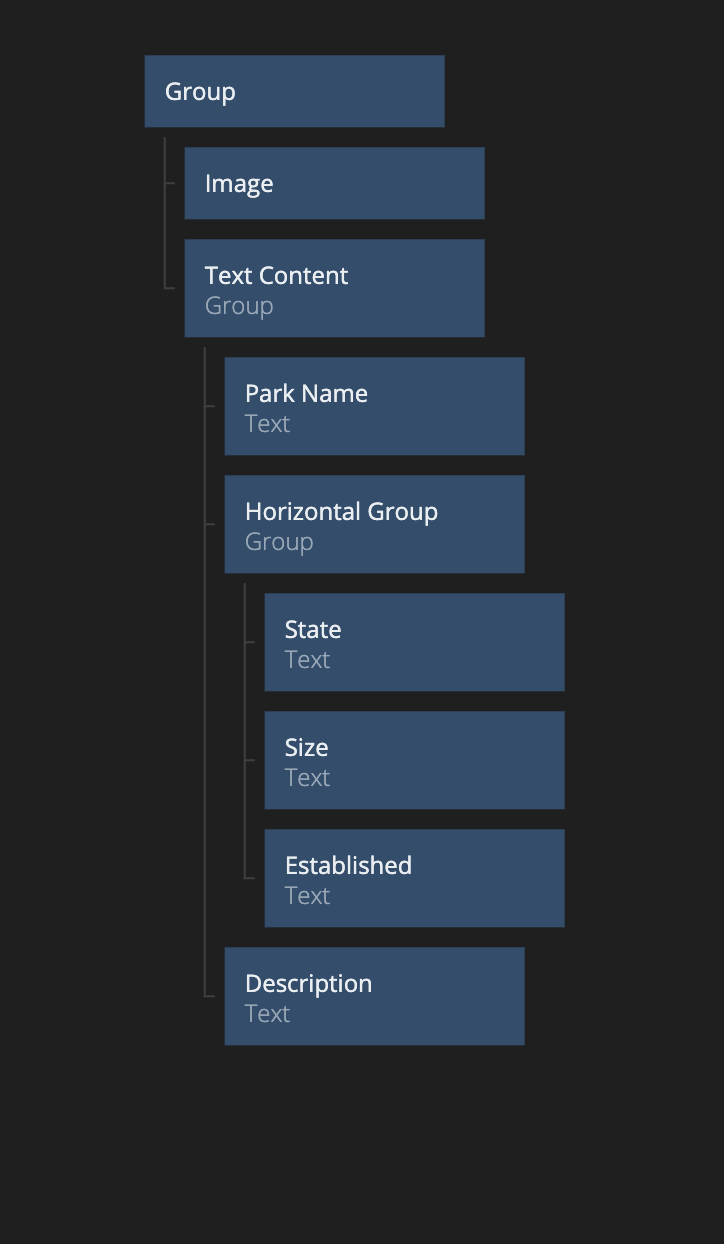 Group
Image
Text Content
Group
Park Name
Text
Horizontal Group
Group
State
Text
Size
Text
Established
Text
Description
Text